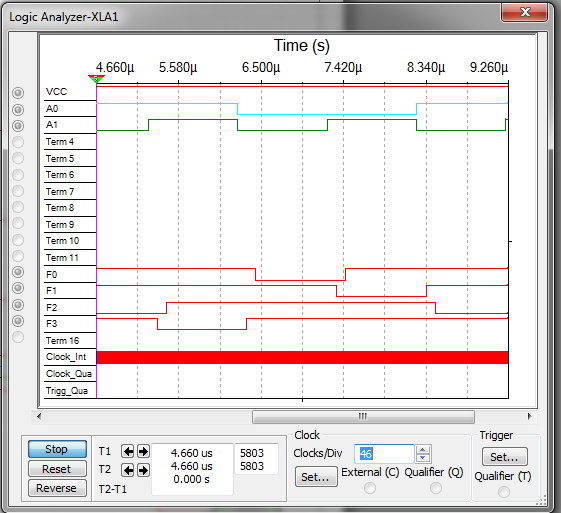 Logic Analyzer-XLA1
Time (s)
4.660µ 5.580µ 6.500µ 7.420µ 8.340µ 9.260µ
VCC
A0
A1
Term 4
Term 5
Term 6
Term 7
Term 8
Term 9
Term 10
Term 11
F0
F1
F2
F3
Term 16
Clock_Int
Clock_Qua
Trigg_Qua
Stop
Reset
Reverse
T1 4.660 us 5803
T2 4.660 us 5803
T2-T1 0.000 s
Clock
Clocks/Div 46
Set... External (C) Qualifier (Q)
Trigger
Set...
Qualifier (T)